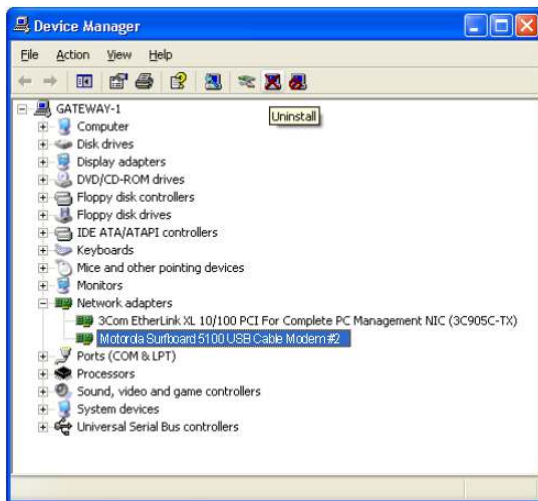 Device Manager
File Action View Help
Uninstall
GATEWAY-1
Computer
Disk drives
Display adapters
DVD/CD-ROM drives
Floppy disk controllers
Floppy disk drives
IDE ATA/ATAPI controllers
Keyboards
Mice and other pointing devices
Monitors
Network adapters
3Com EtherLink XL 10/100 PCI For Complete PC Management NIC (3C905C-TX)
Motorola Surfboard 5100 USB Cable Modem #2
Ports (COM & LPT)
Processors
Sound, video and game controllers
System devices
Universal Serial Bus controllers